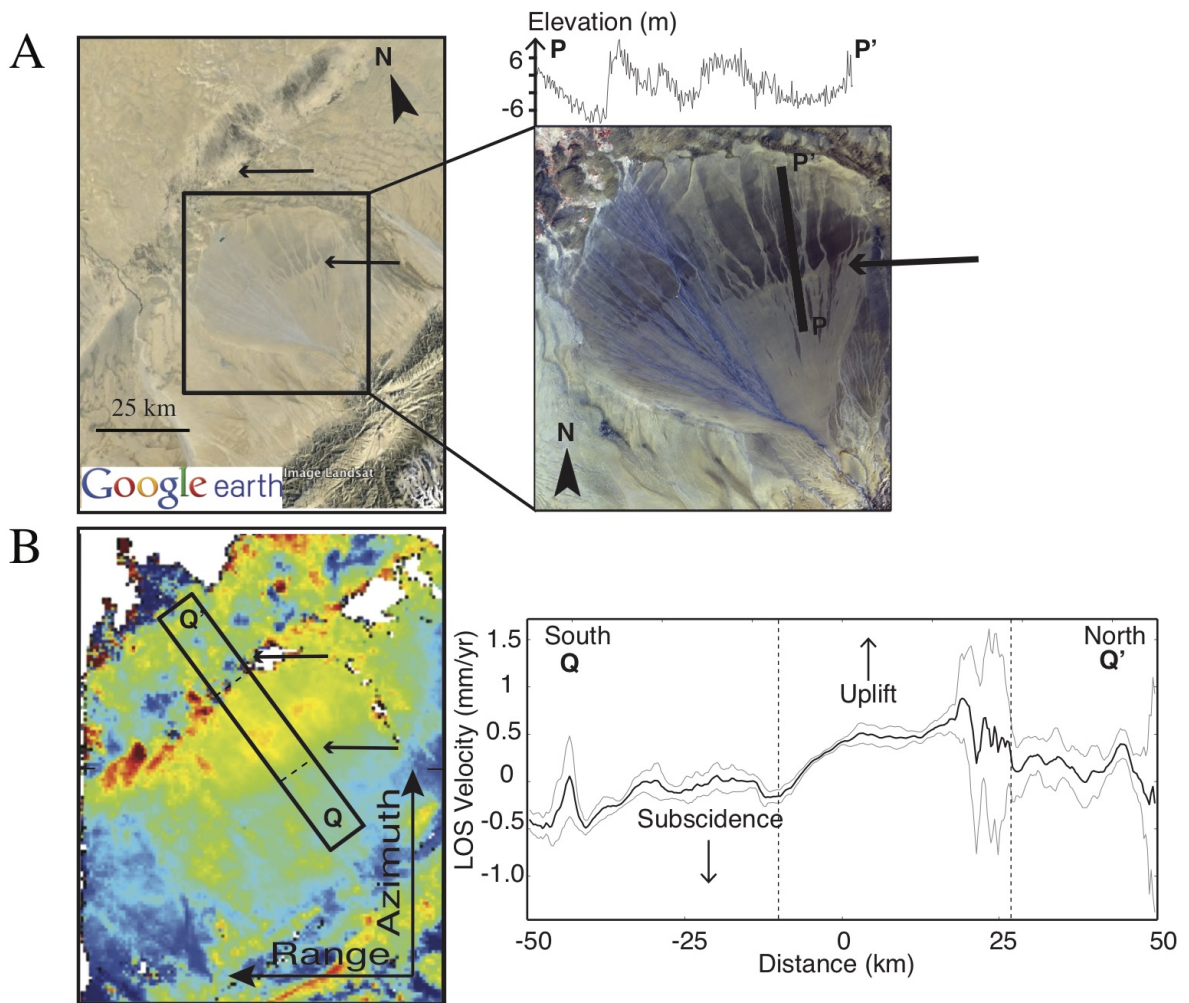 A
N
25 km
Google earth
Image Landsat
Elevation (m)
P
P'
6
-6
P'
P
N
B
Q'
Q
Azimuth
Range
LOS Velocity (mm/yr)
1.5
1
0.5
0
-0.5
-1.0
South
Q
North
Q'
Uplift
Subscidence
-50
-25
0
25
50
Distance (km)